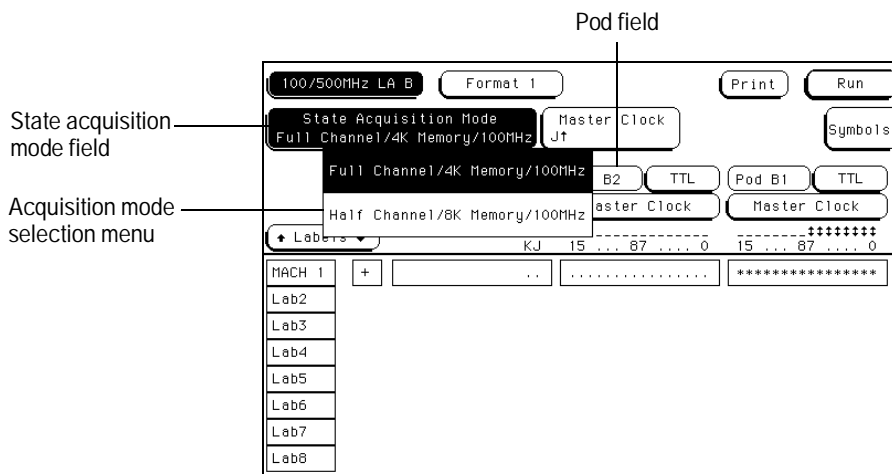 Pod field
100/500MHz LA B Format 1 Print Run
State acquisition
mode field
State Acquisition Mode
Full Channel/4K Memory/100MHz
Master Clock
J↑
Symbols
Full Channel/4K Memory/100MHz
B2 TTL Pod B1 TTL
Acquisition mode
selection menu
Half Channel/8K Memory/100MHz
aster Clock Master Clock
↑ Labels ↓
KJ 15 ... 87 .... 0 15 ... 87 .... 0
MACH 1 + .. ................ ****************
Lab2
Lab3
Lab4
Lab5
Lab6
Lab7
Lab8